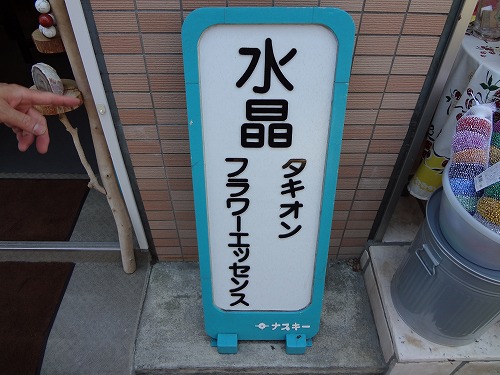 水晶
タキオン
フラワーエッセンス
ナスキー